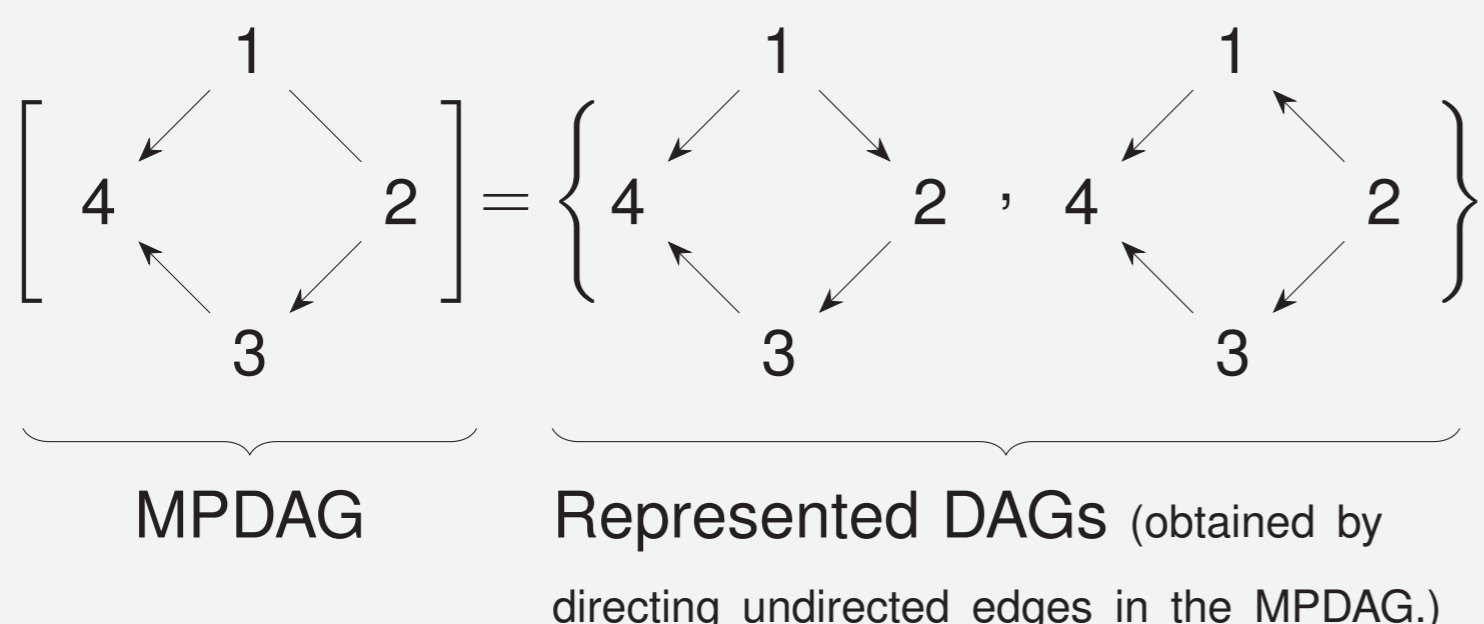 1 1 1
4 2 = 4 2 , 4 2
3 3 3
MPDAG Represented DAGs (obtained by
directing undirected edges in the MPDAG.)